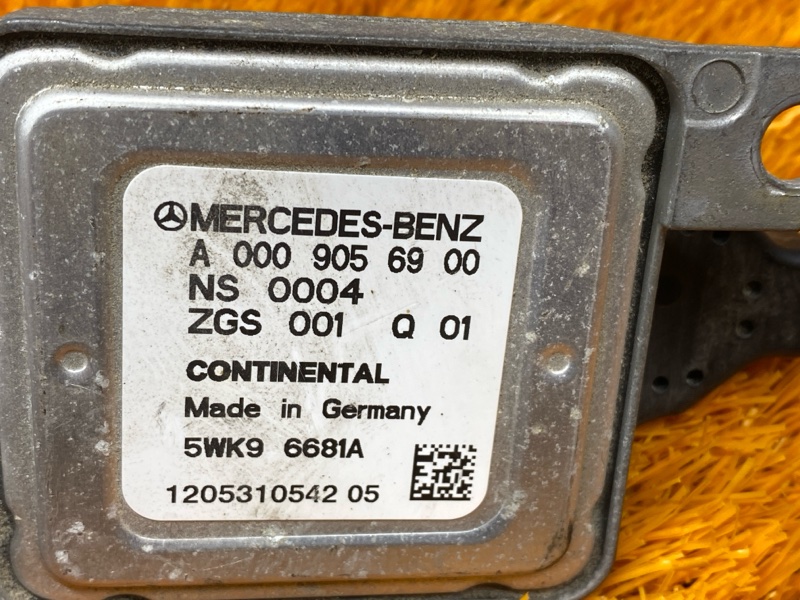 MERCEDES-BENZ
A 000 905 69 00
NS 0004
ZGS 001 Q 01
CONTINENTAL
Made in Germany
5WK9 6681A
1205310542 05